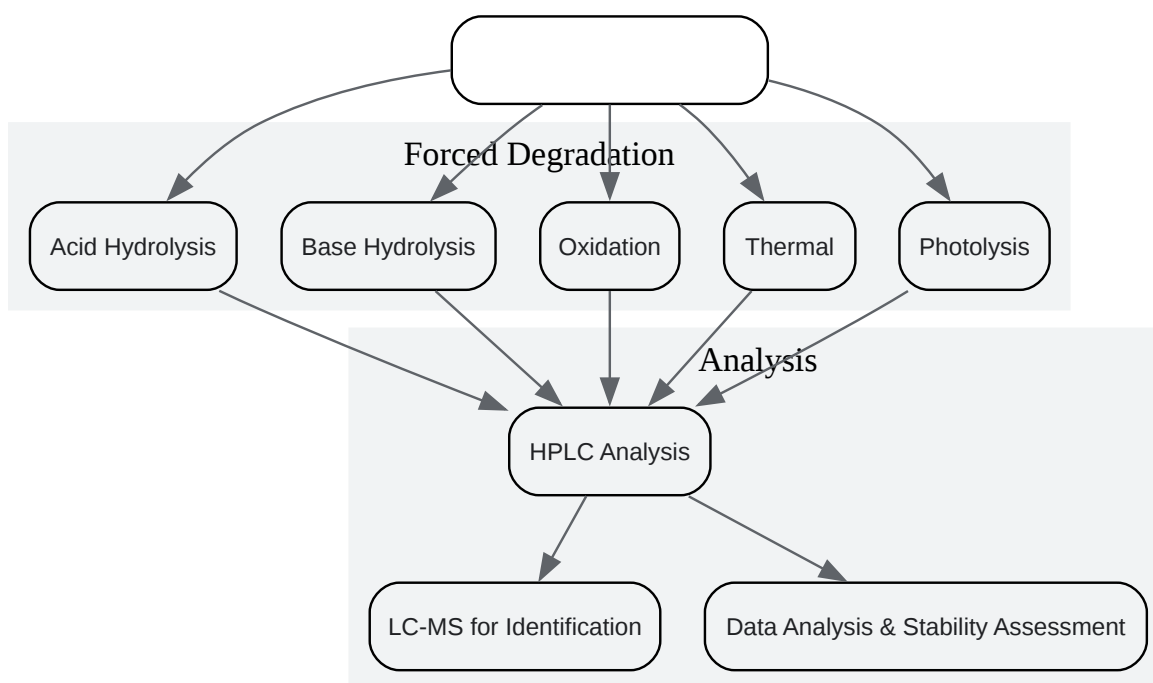 Forced Degradation
Acid Hydrolysis
Base Hydrolysis
Oxidation
Thermal
Photolysis
Analysis
HPLC Analysis
LC-MS for Identification
Data Analysis & Stability Assessment